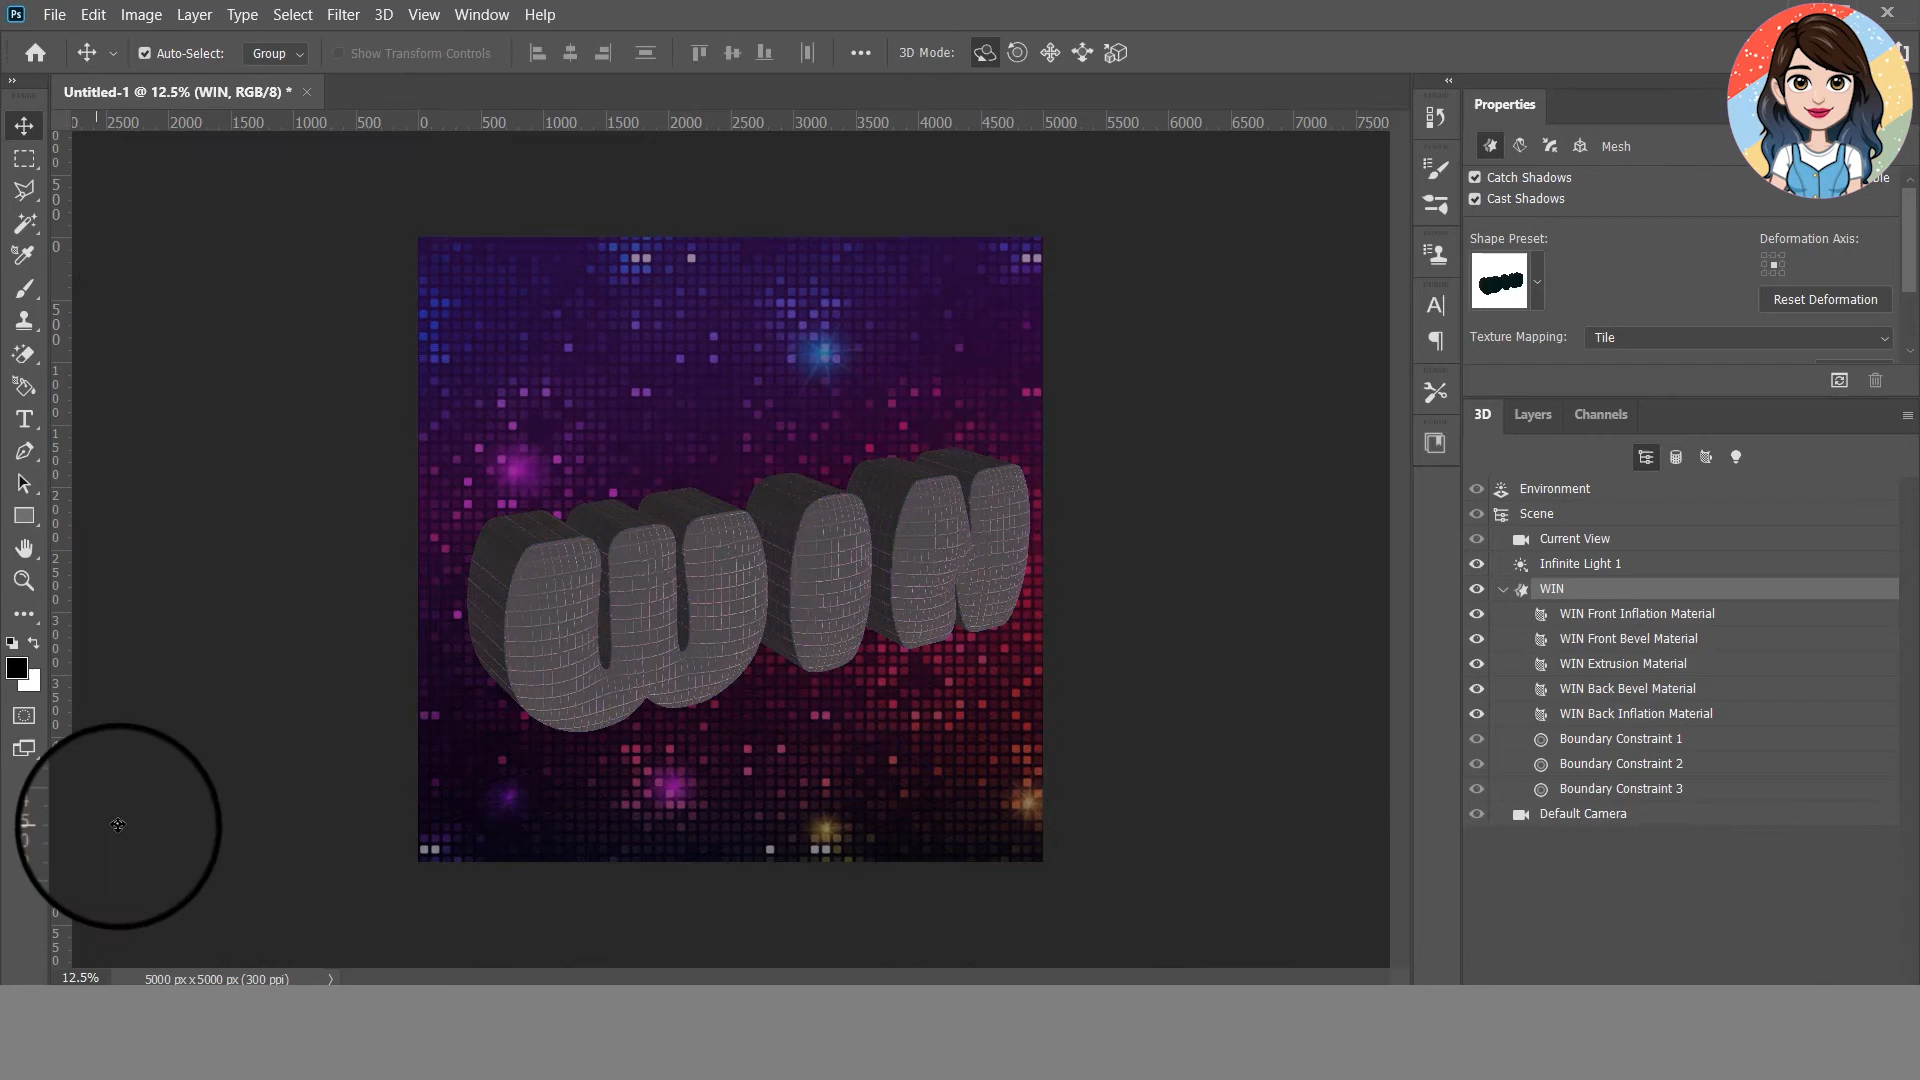 Ps File Edit Image Layer Type Select Filter 3D View Window Help
Auto-Select: Group Show Transform Controls 3D Mode:
Untitled-1 @ 12.5% (WIN, RGB/8) *
2500 2000 1500 1000 500 0 500 1000 1500 2000 2500 3000 3500 4000 4500 5000 5500 6000 6500 7000 7500
Properties
Mesh
Catch Shadows
Cast Shadows
Shape Preset:
Deformation Axis:
Reset Deformation
Texture Mapping: Tile
3D Layers Channels
Environment
Scene
Current View
Infinite Light 1
WIN
WIN Front Inflation Material
WIN Front Bevel Material
WIN Extrusion Material
WIN Back Bevel Material
WIN Back Inflation Material
Boundary Constraint 1
Boundary Constraint 2
Boundary Constraint 3
Default Camera
WIN
12.5% 5000 px x 5000 px (300 ppi)